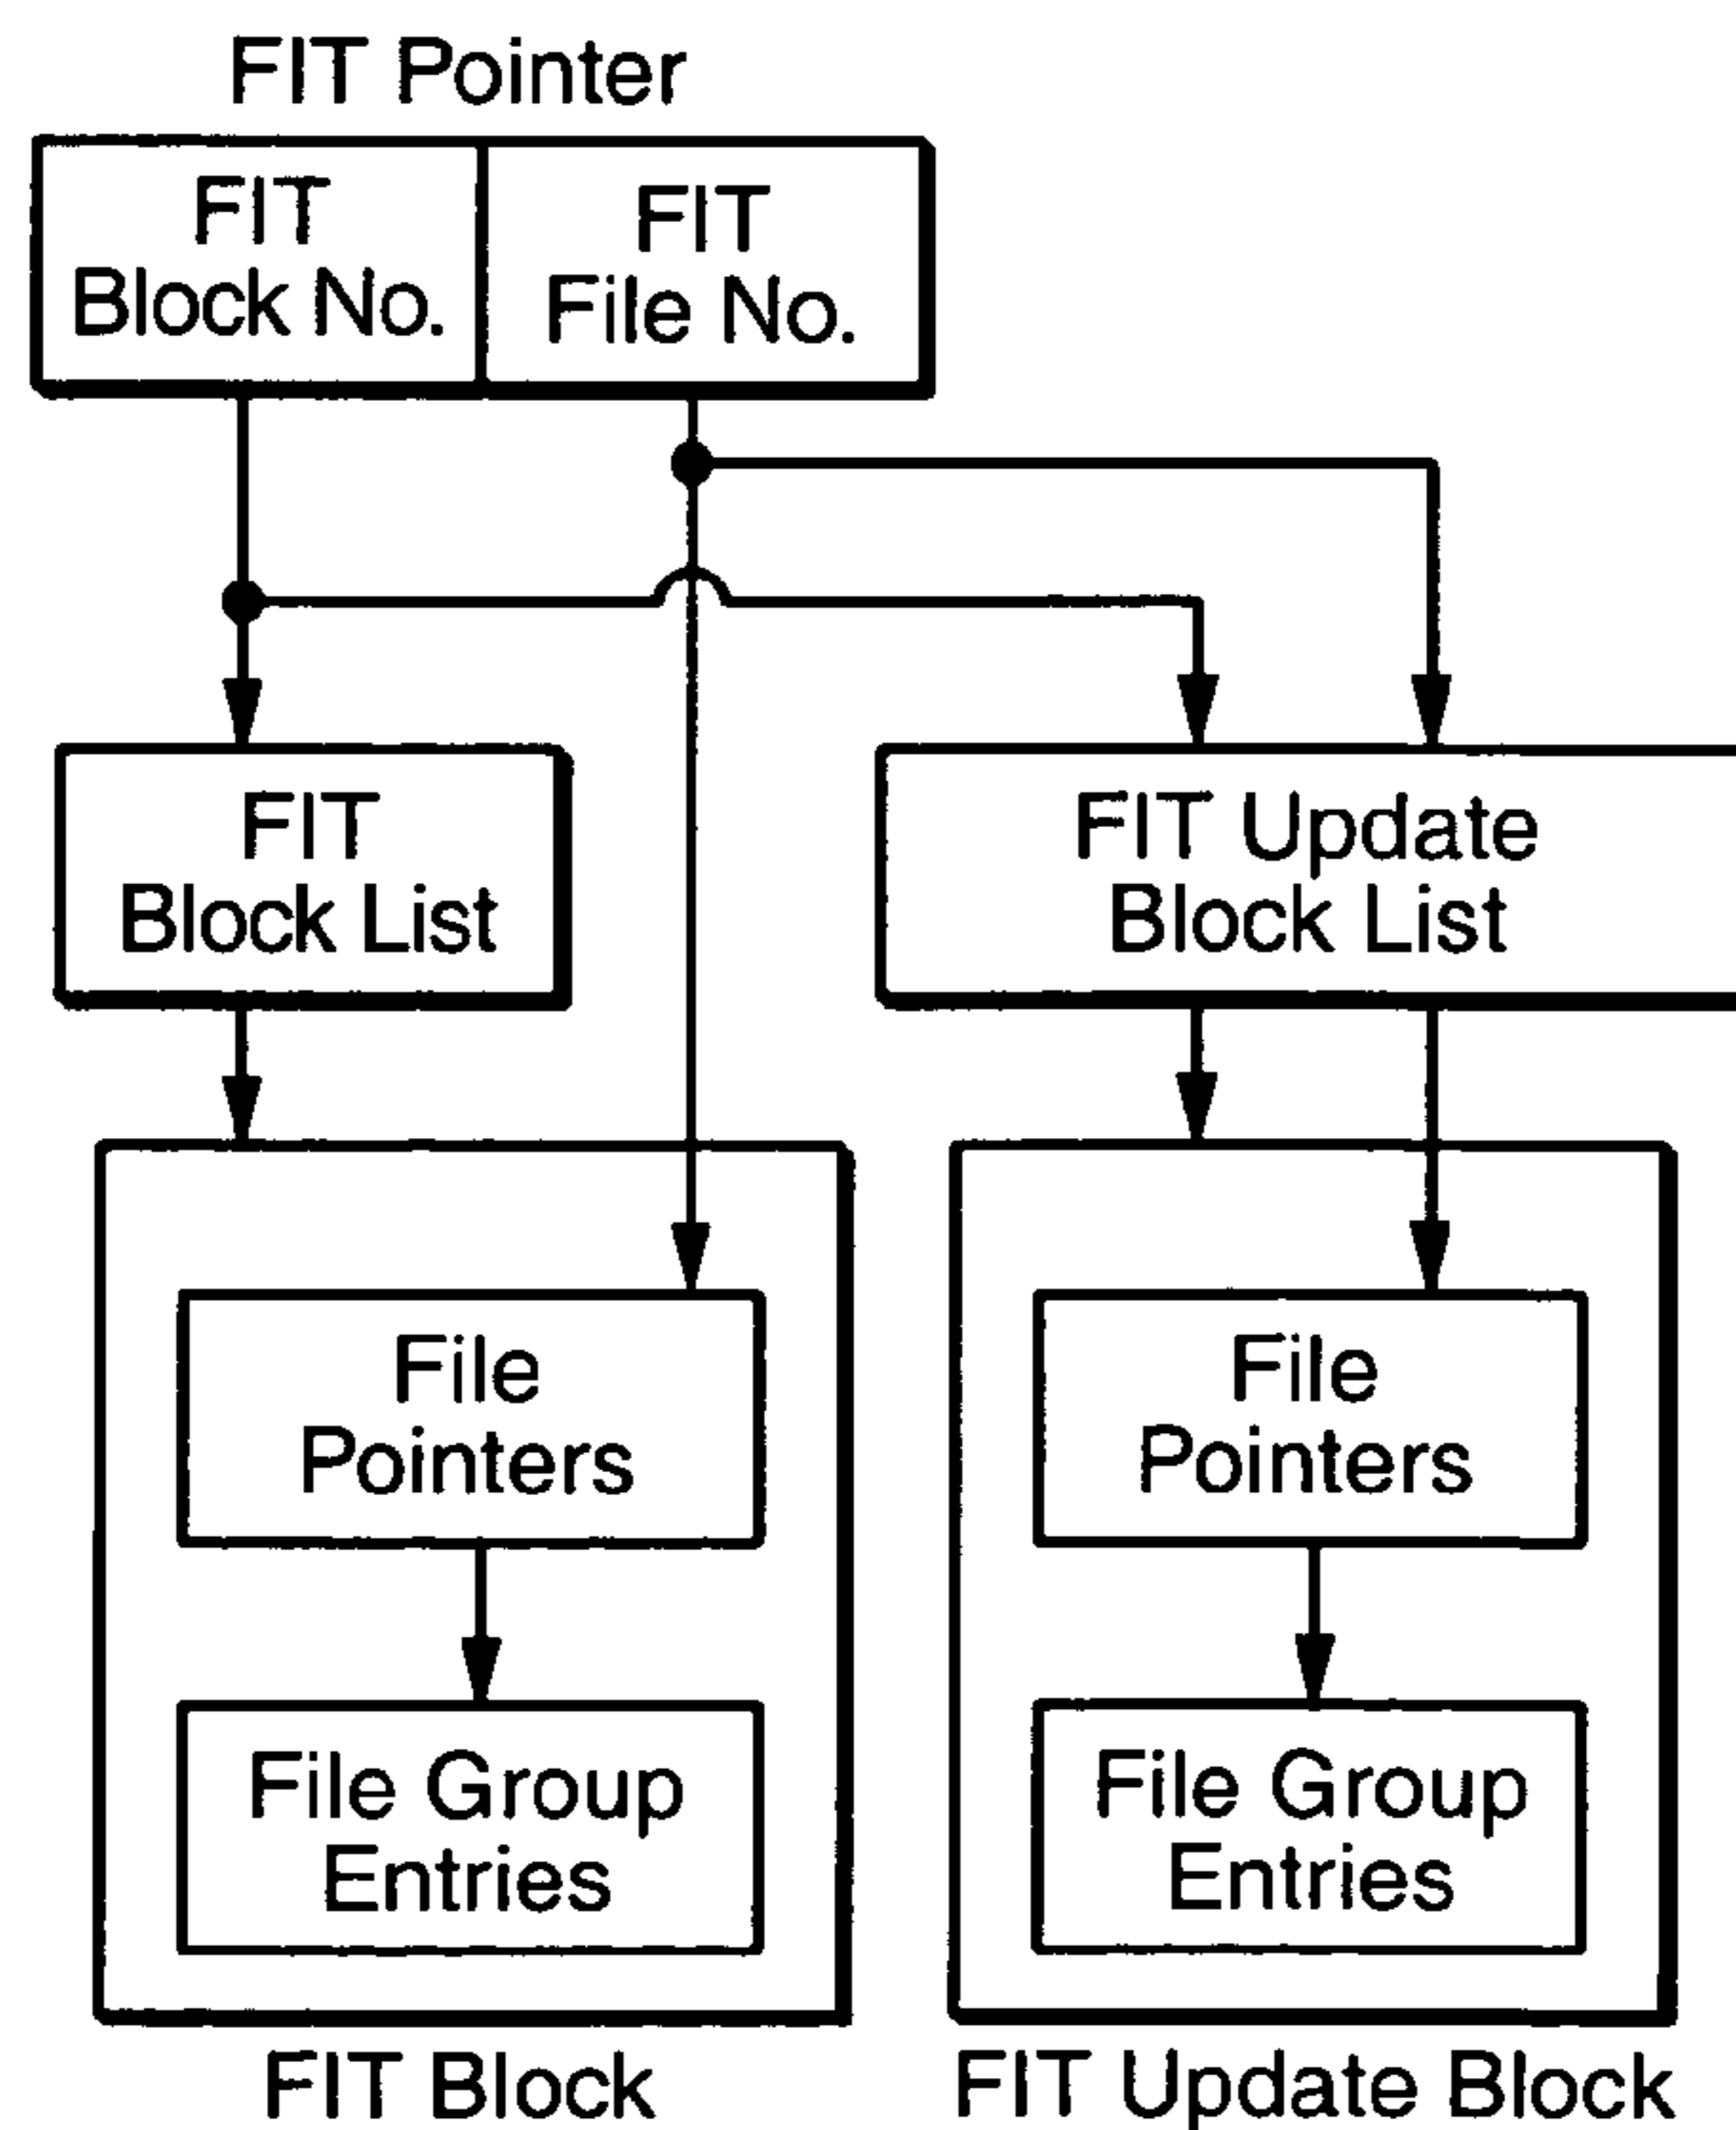 FIT Pointer
FIT
Block No.
FIT
File No.
FIT
Block List
FIT Update
Block List
File
Pointers
File Group
Entries
FIT Block
File
Pointers
File Group
Entries
FIT Update Block